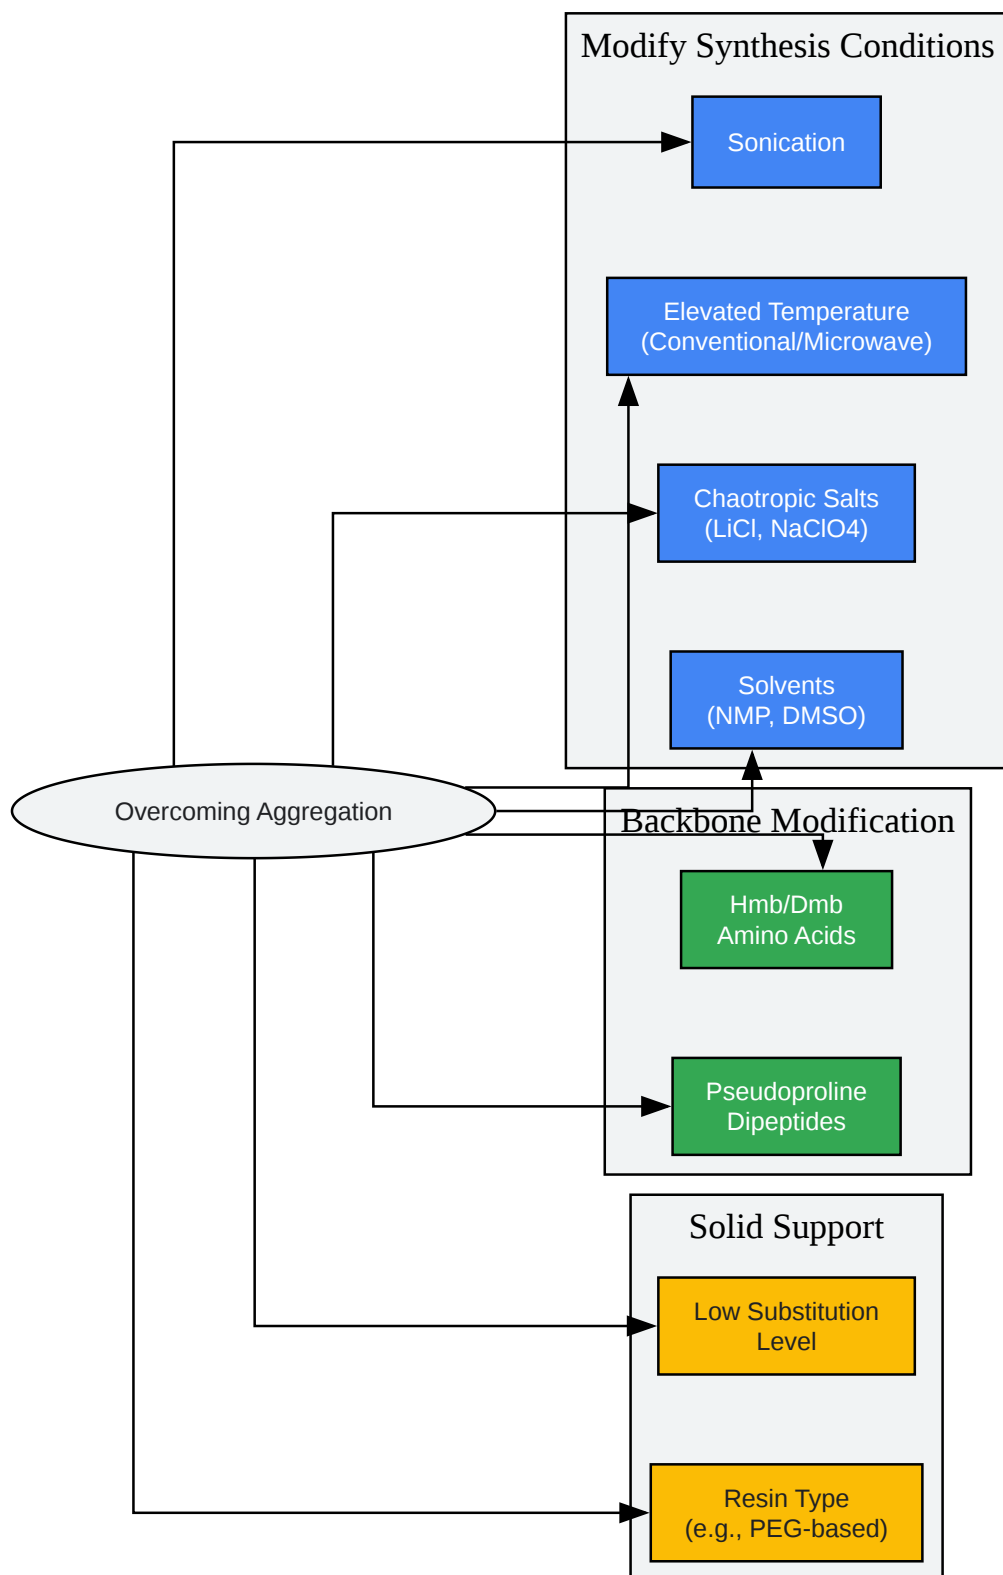 Modify Synthesis Conditions
Sonication
Elevated Temperature
(Conventional/Microwave)
Chaotropic Salts
(LiCl, NaClO4)
Solvents
(NMP, DMSO)
Overcoming Aggregation
Backbone Modification
Hmb/Dmb
Amino Acids
Pseudoproline
Dipeptides
Solid Support
Low Substitution
Level
Resin Type
(e.g., PEG-based)